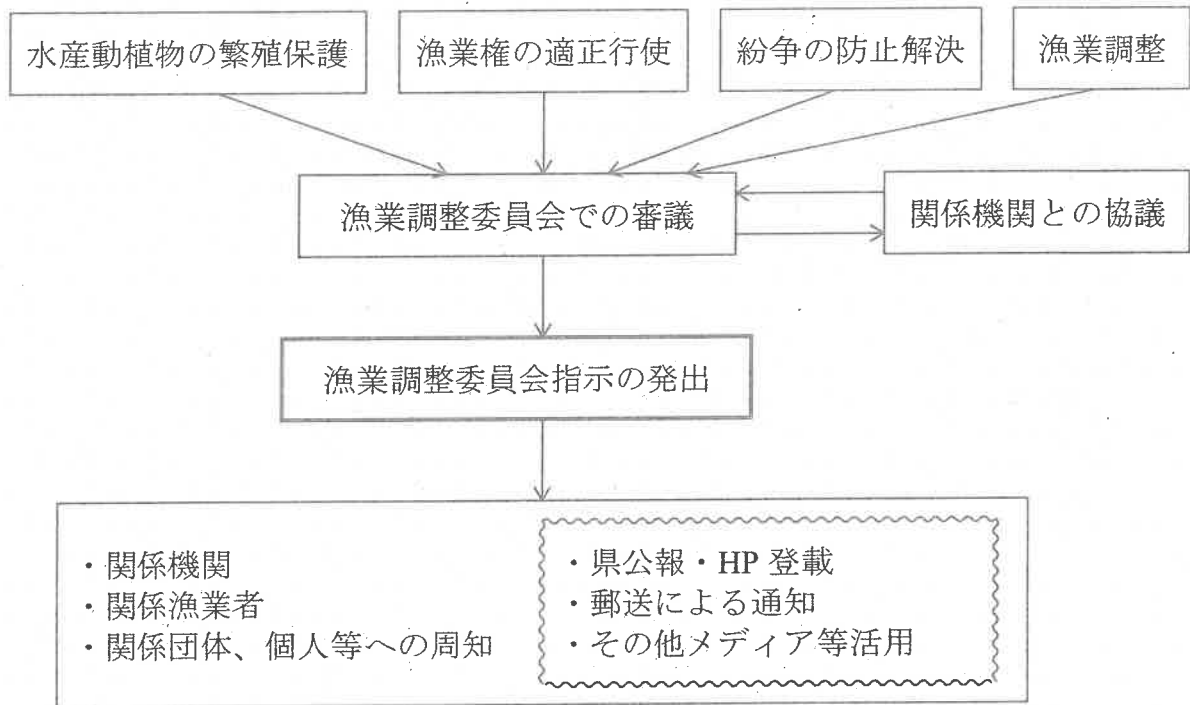 水産動植物の繁殖保護
漁業権の適正行使
紛争の防止解決
漁業調整
漁業調整委員会での審議
関係機関との協議
漁業調整委員会指示の発出
・関係機関
・関係漁業者
・関係団体、個人等への周知
・県公報・HP 登載
・郵送による通知
・その他メディア等活用